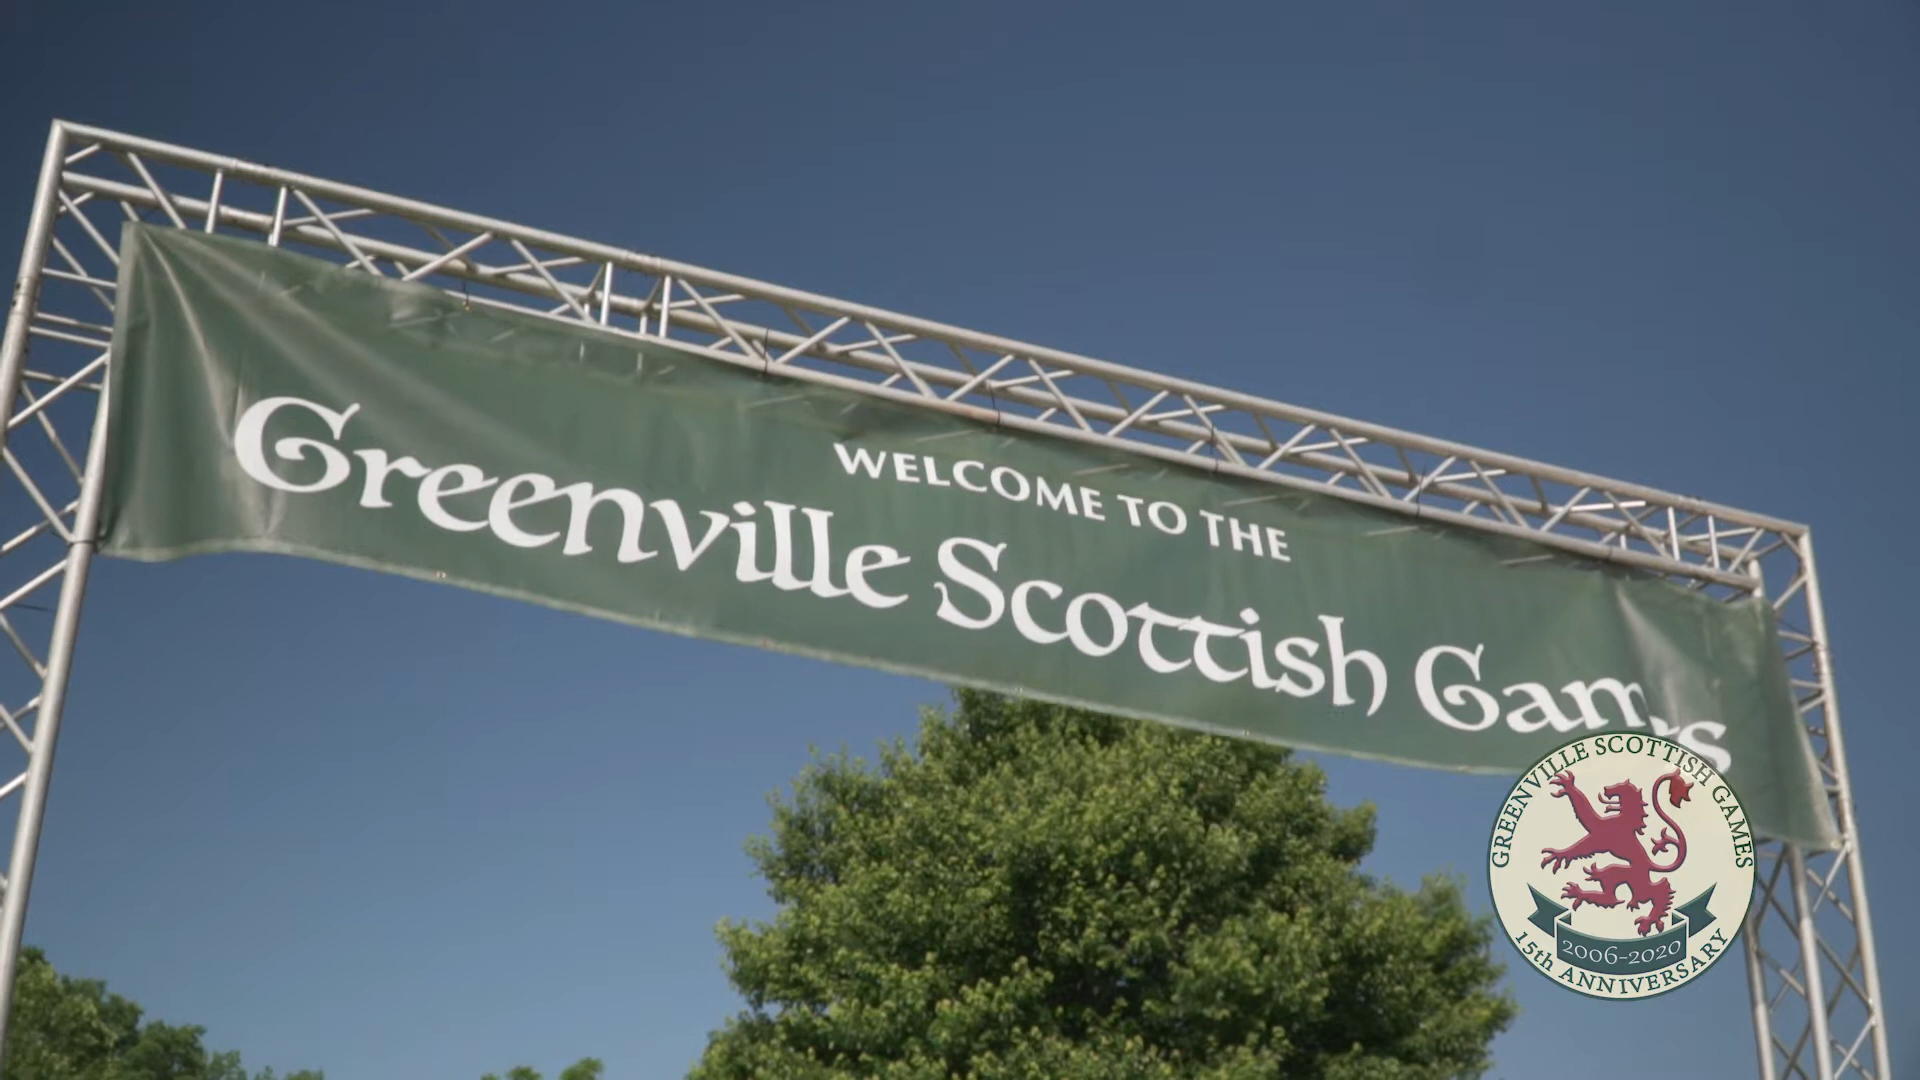 WELCOME TO THE
Greenville Scottish Games
GREENVILLE SCOTTISH GAMES
2006-2020
15th ANNIVERSARY